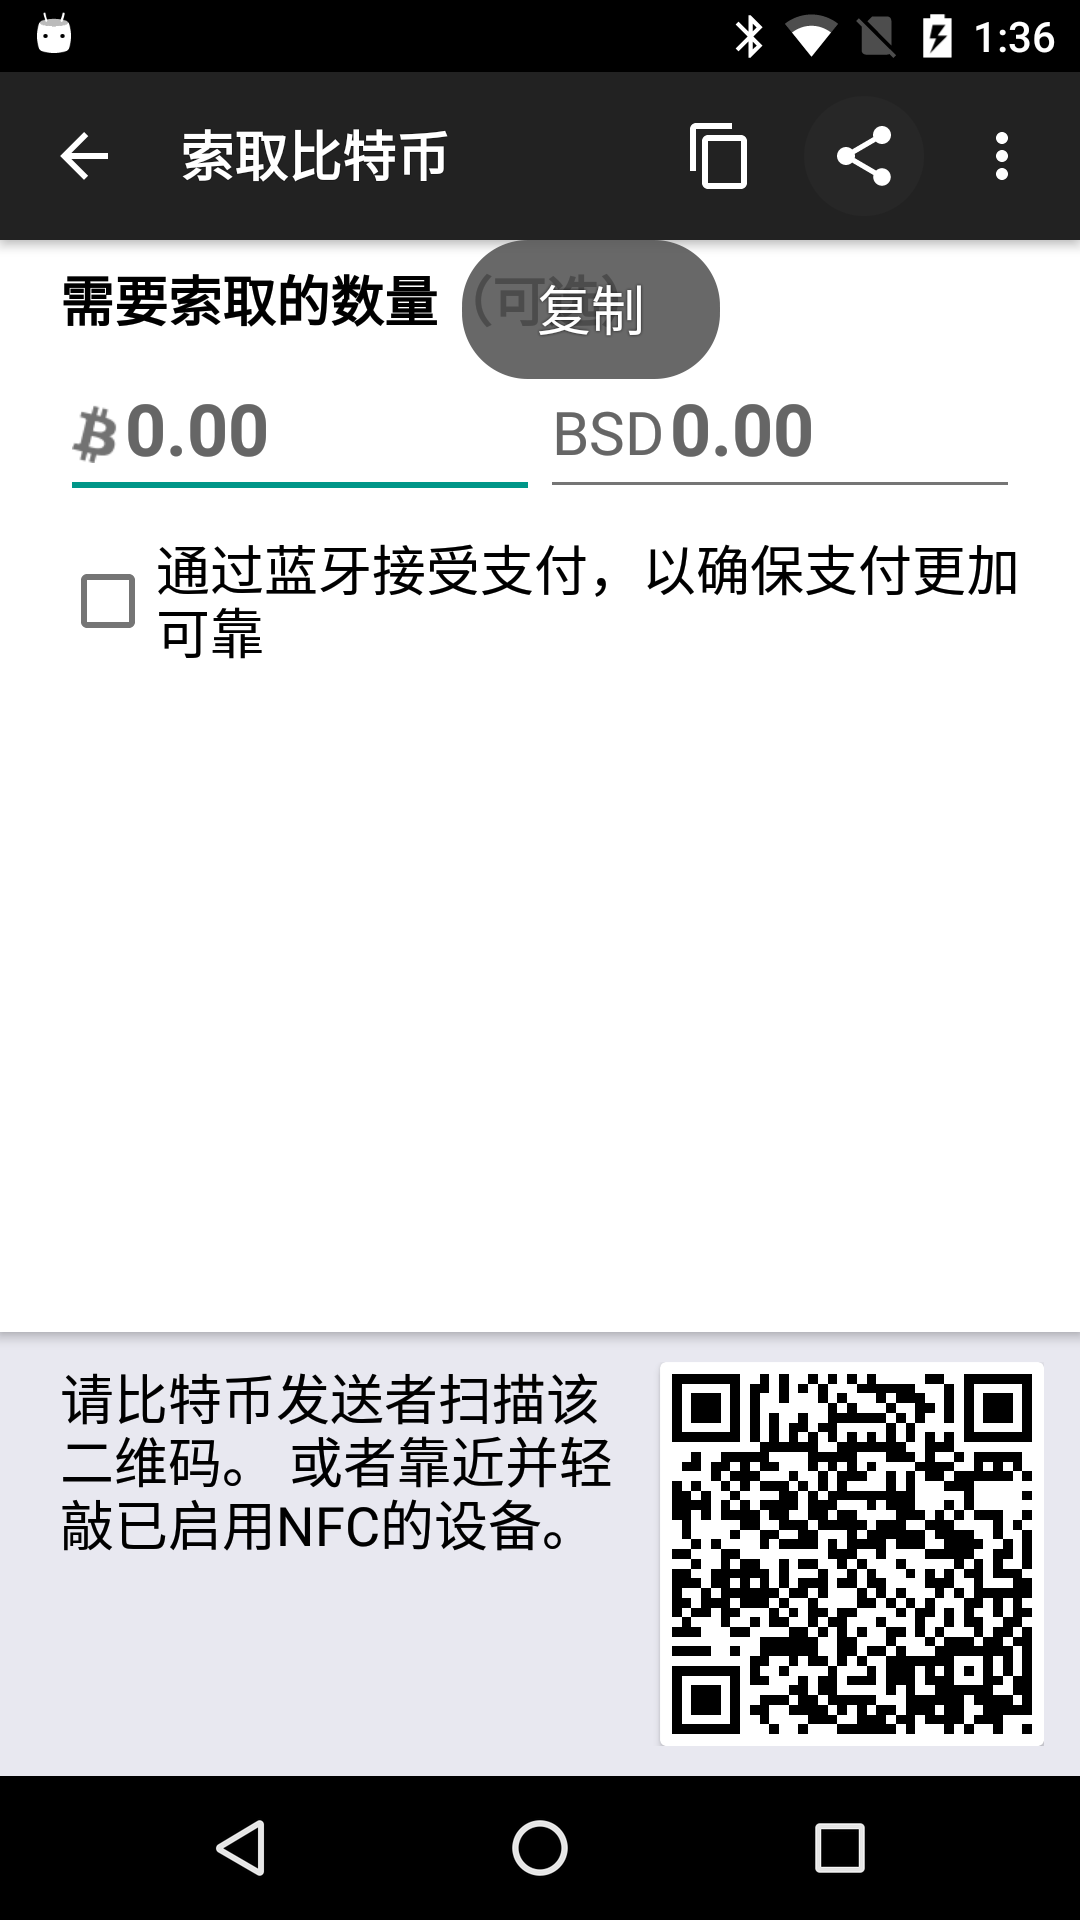 1:36
索取比特币
需要索取的数量 (可选)
复制
0.00
BSD 0.00
通过蓝牙接受支付，以确保支付更加
可靠
请比特币发送者扫描该
二维码。 或者靠近并轻
敲已启用NFC的设备。